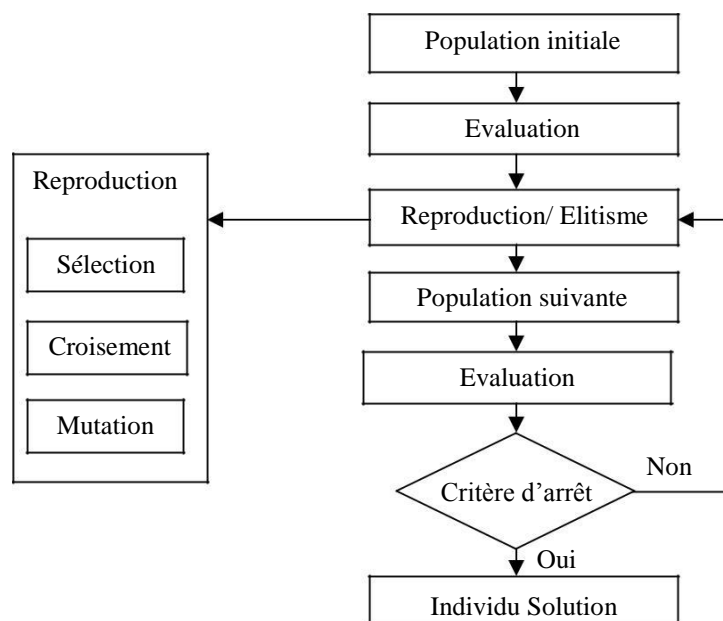 Population initiale
Evaluation
Reproduction
Reproduction/ Elitisme
Sélection
Population suivante
Croisement
Evaluation
Mutation
Critère d’arrêt
Non
Oui
Individu Solution